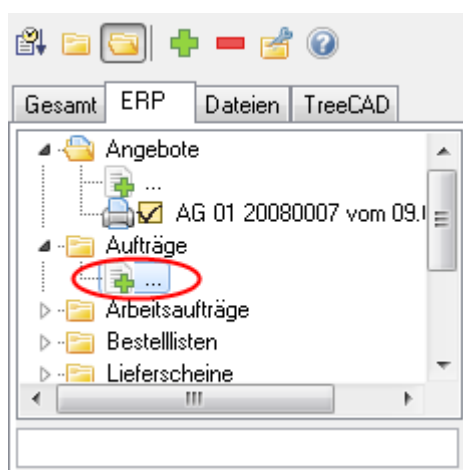 Gesamt ERP Dateien TreeCAD
Angebote
...
AG 01 20080007 vom 09.
Aufträge
...
Arbeitsaufträge
Bestelllisten
Lieferscheine